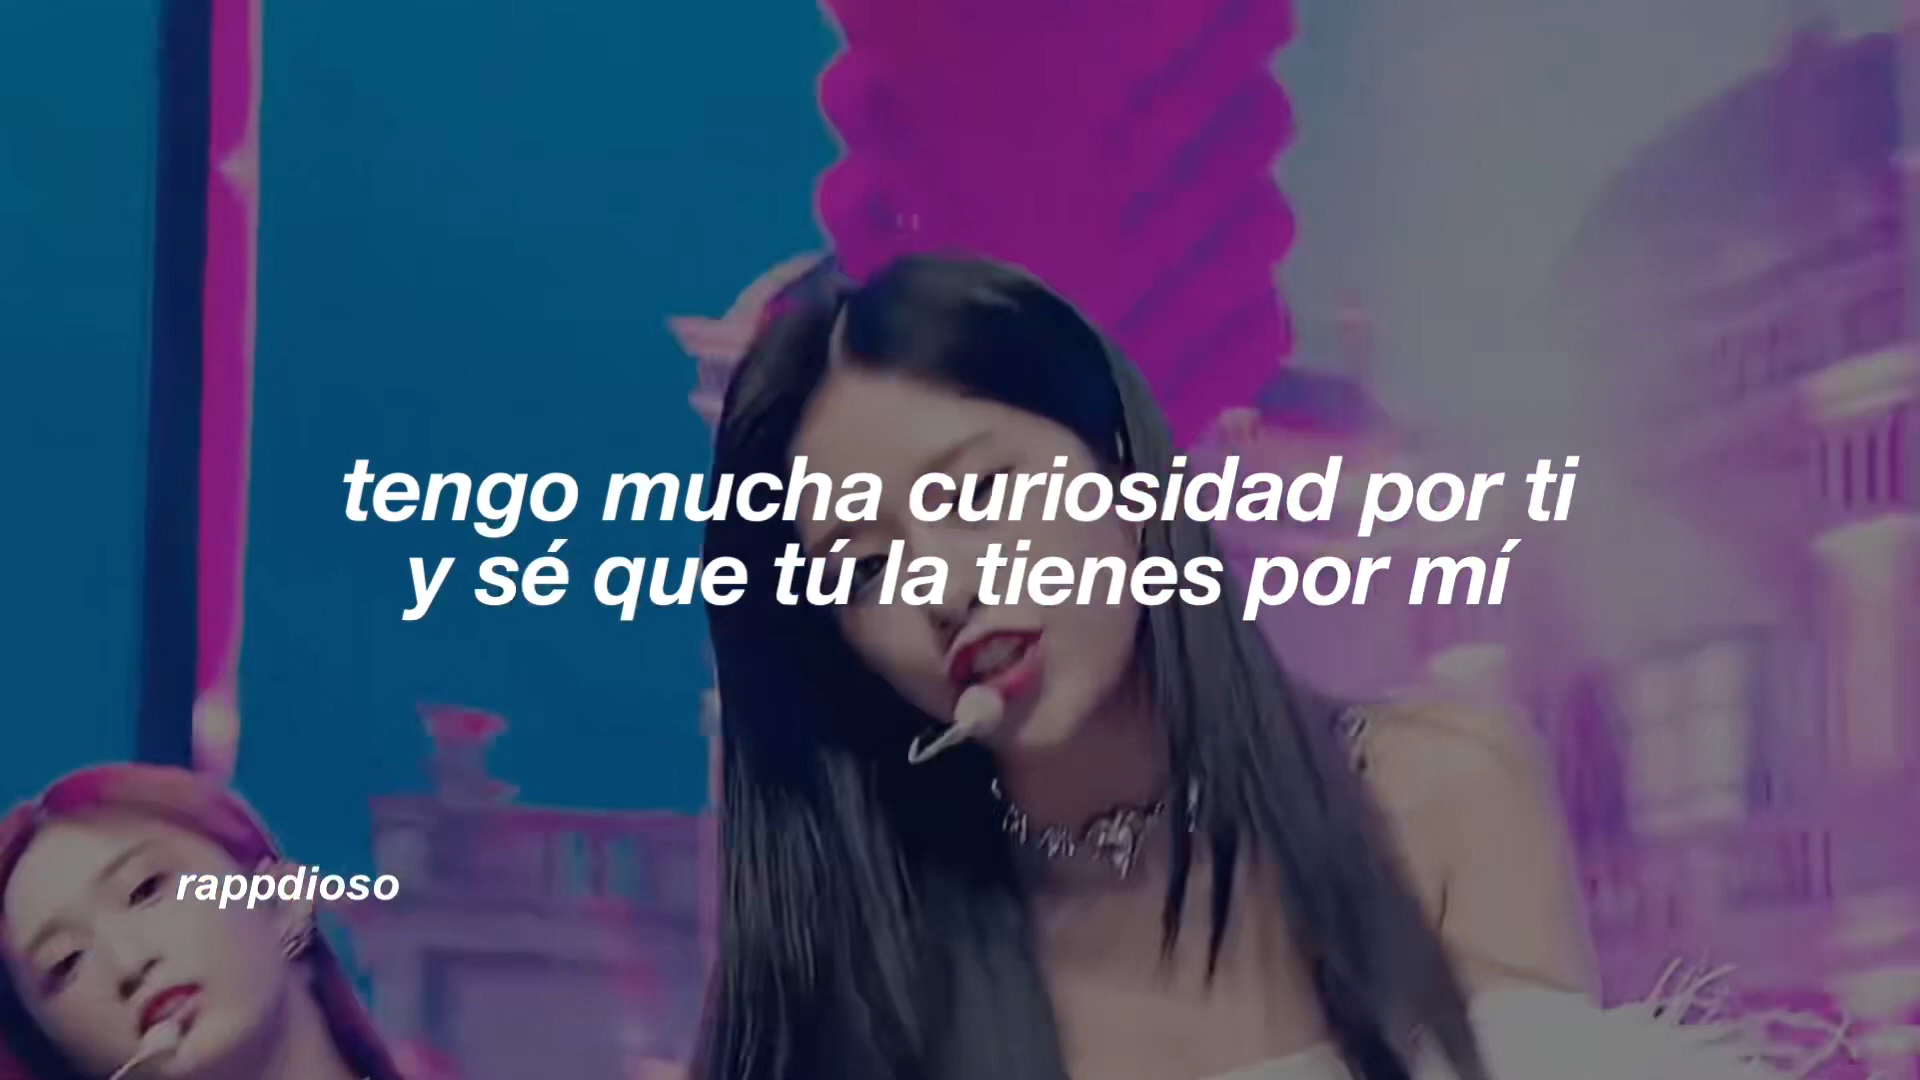 tengo mucha curiosidad por ti
y sé que tú la tienes por mí
rappdioso